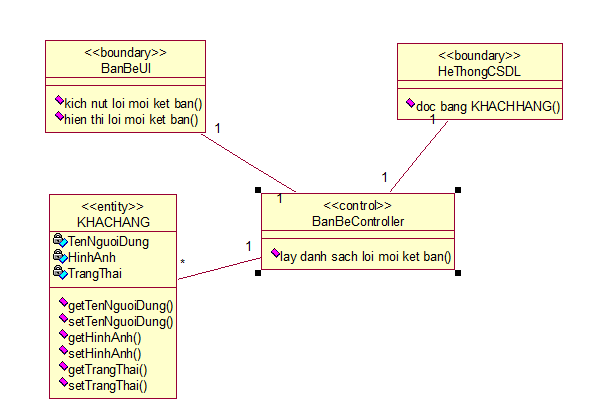 <<boundary>>
BanBeUI
kich nut loi moi ket ban()
hien thi loi moi ket ban()
<<boundary>>
HeThongCSDL
doc bang KHACHHANG()
1
1
1
1
<<entity>>
KHACHANG
TenNguoiDung
HinhAnh
TrangThai
getTenNguoiDung()
setTenNguoiDung()
getHinhAnh()
setHinhAnh()
getTrangThai()
setTrangThai()
*
1
<<control>>
BanBeController
lay danh sach loi moi ket ban()